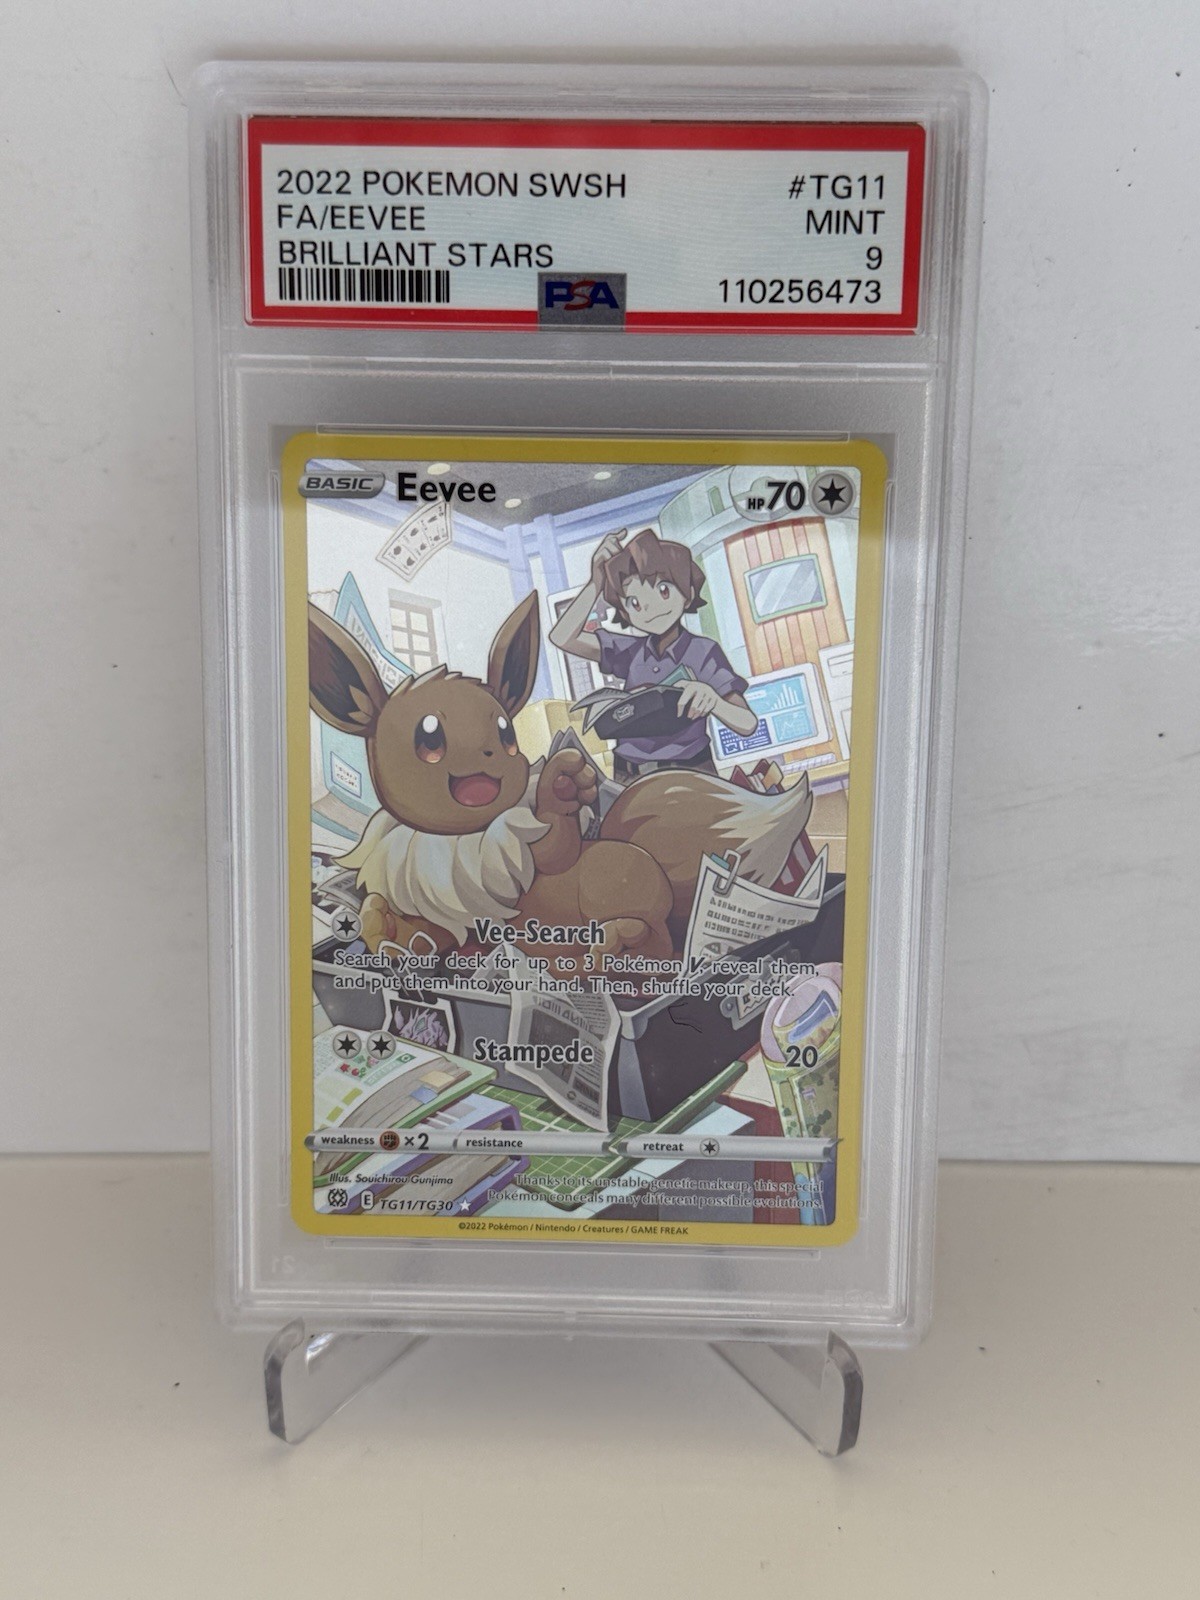 2022 POKEMON SWSH #TG11
FA/EEVEE MINT
BRILLIANT STARS 9
PSA 110256473
BASIC Eevee HP 70
Vee-Search
Search your deck for up to 3 Pokémon V, reveal them,
and put them into your hand. Then, shuffle your deck.
Stampede 20
weakness ×2 resistance retreat
Illus. Souichirou Gunjima
Thanks to its unstable genetic makeup, this special
Pokémon conceals many different possible evolutions.
E TG11/TG30
©2022 Pokémon / Nintendo / Creatures / GAME FREAK